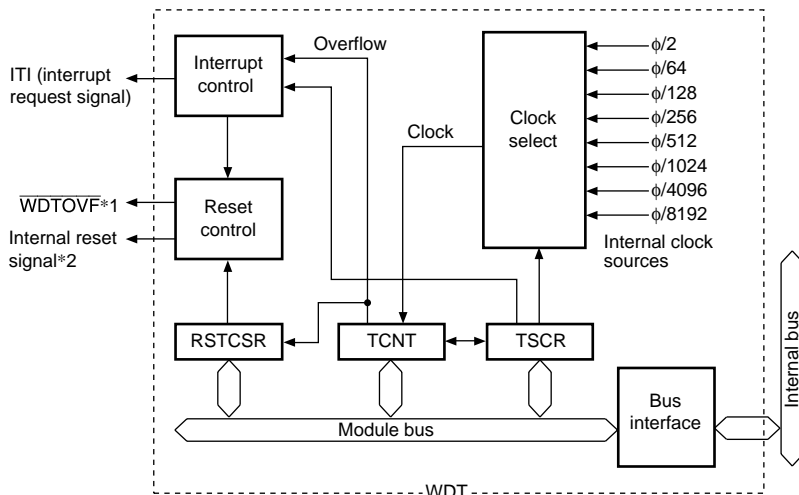 Overflow
Interrupt
control
ITI (interrupt
request signal)
Clock
Clock
select
ϕ/2
ϕ/64
ϕ/128
ϕ/256
ϕ/512
ϕ/1024
ϕ/4096
ϕ/8192
Internal clock
sources
WDTOVF*1
Internal reset
signal*2
Reset
control
RSTCSR
TCNT
TSCR
Module bus
Bus
interface
Internal bus
WDT